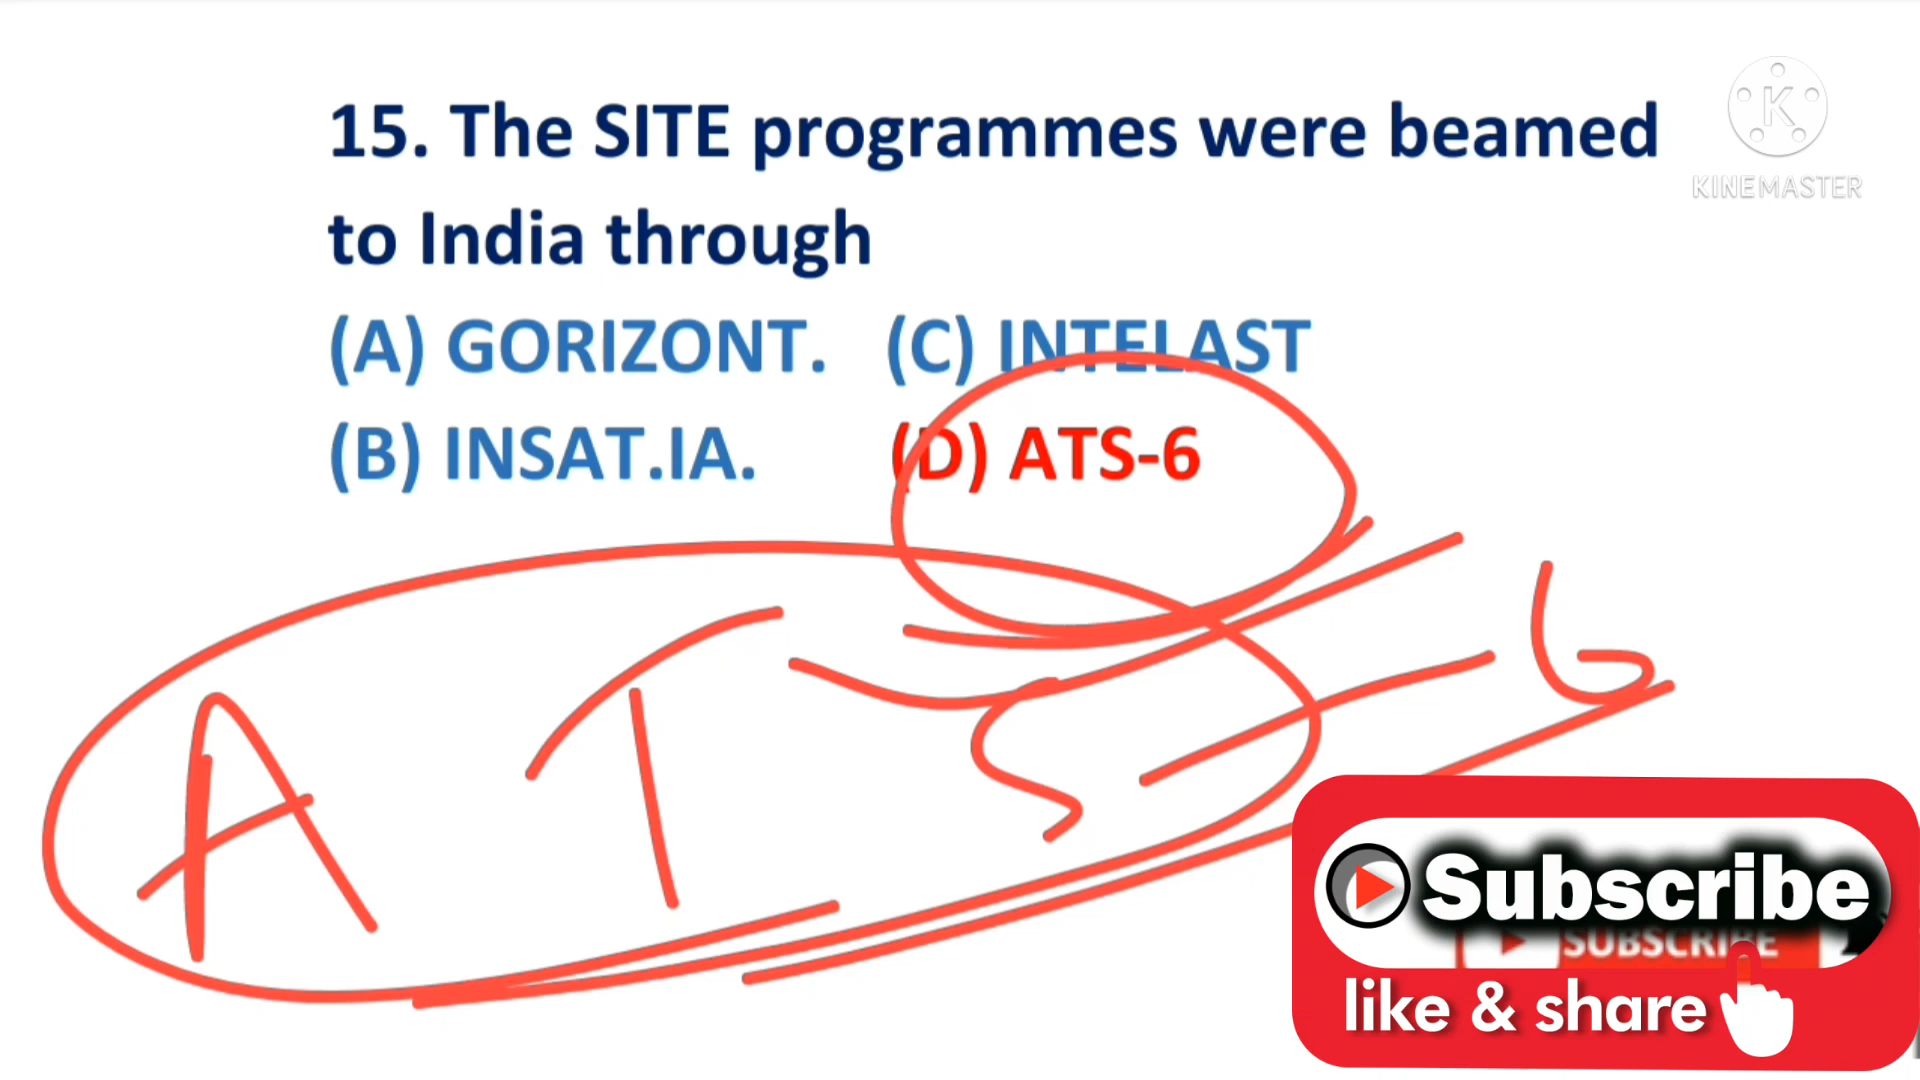 15. The SITE programmes were beamed
to India through
(A) GORIZONT. (C) INTELAST
(B) INSAT.IA. (D) ATS-6
A T S - 6
KINEMASTER
Subscribe
SUBSCRIBE
like & share